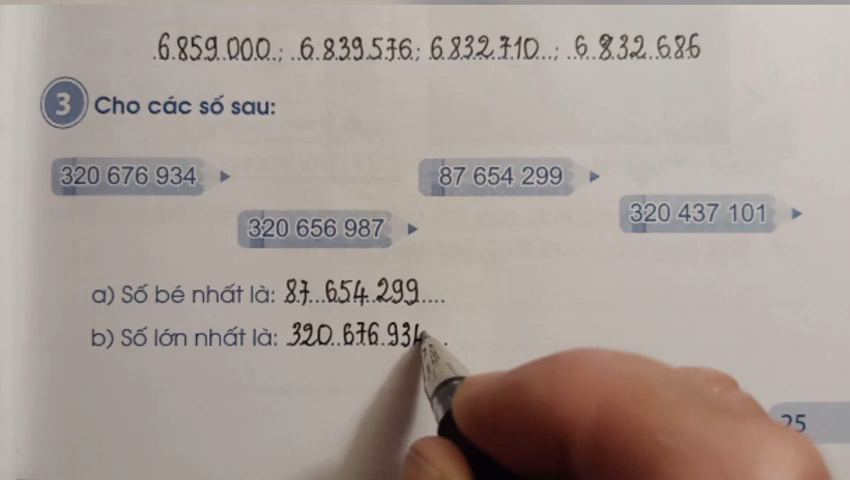 6 859 000 ; 6 839 576 ; 6 832 710 ; 6 832 686
3 Cho các số sau:
320 676 934
87 654 299
320 656 987
320 437 101
a) Số bé nhất là: 87 654 299
b) Số lớn nhất là: 320 676 934
25